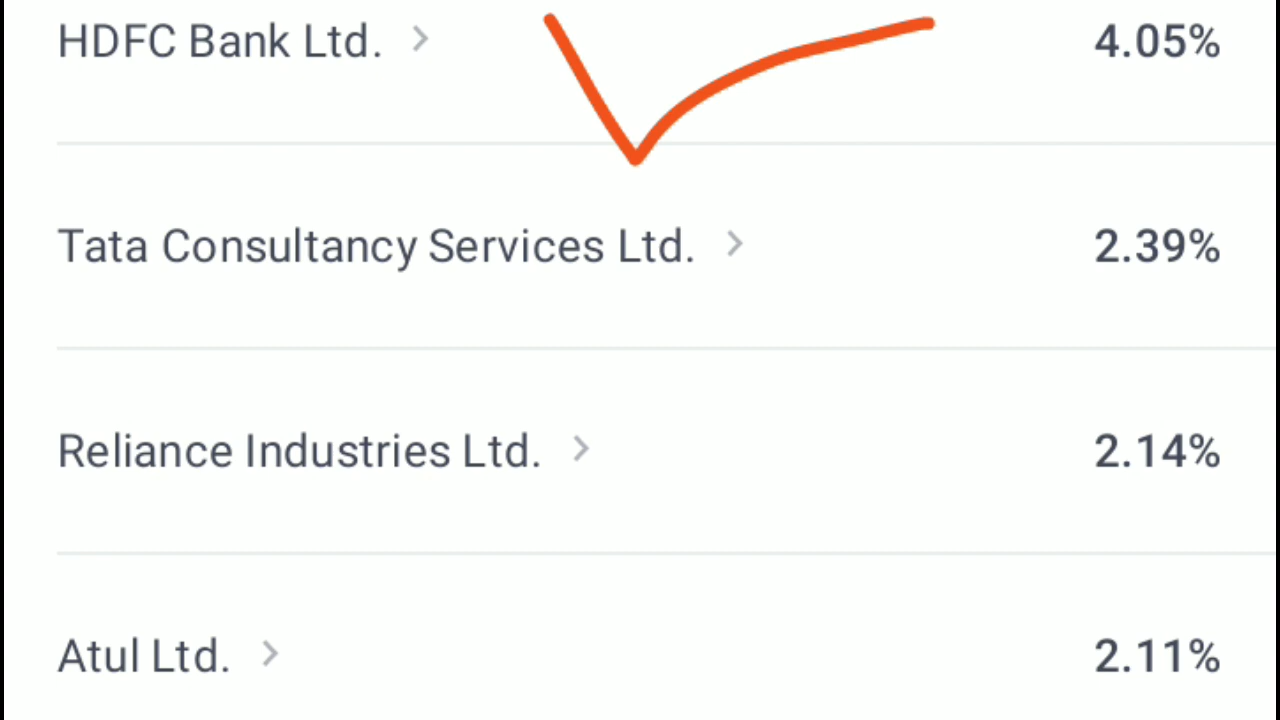 HDFC Bank Ltd. 4.05%
Tata Consultancy Services Ltd. 2.39%
Reliance Industries Ltd. 2.14%
Atul Ltd. 2.11%